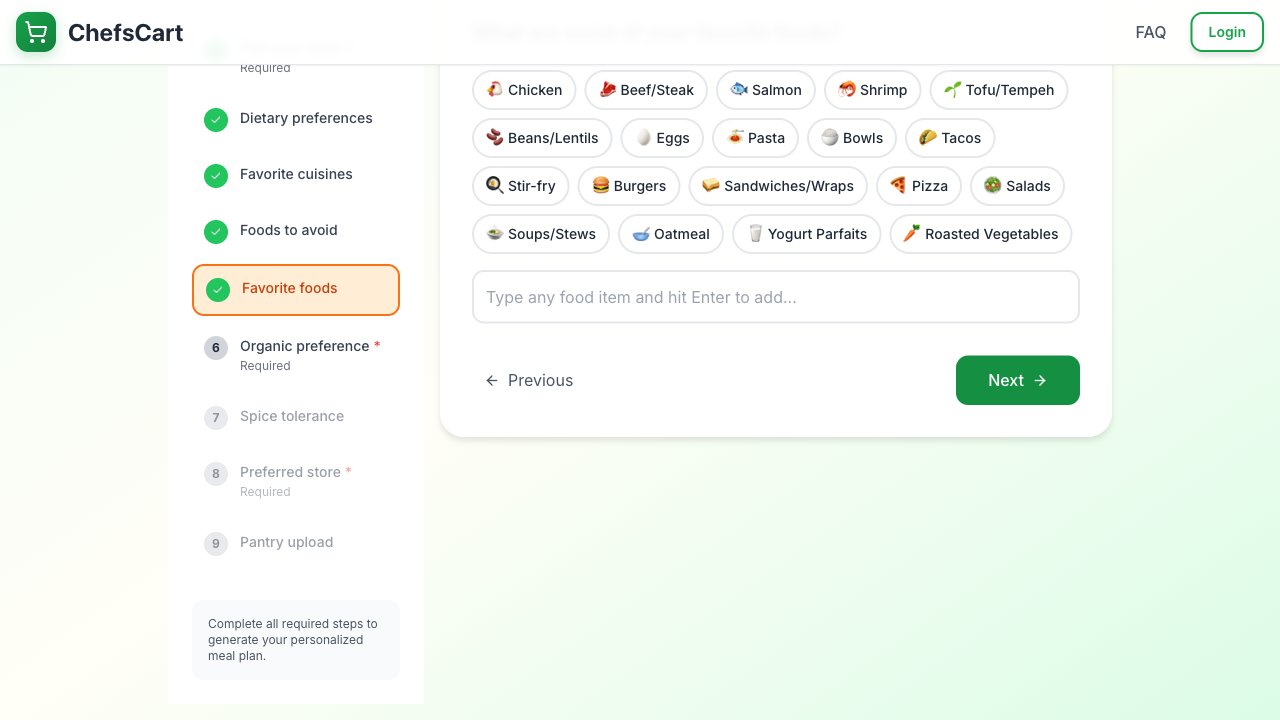 ChefsCart
FAQ
Login
What are some of your favorite foods?
Required
Dietary preferences
Favorite cuisines
Foods to avoid
Favorite foods
6
Organic preference *
Required
7
Spice tolerance
8
Preferred store *
Required
9
Pantry upload
Complete all required steps to
generate your personalized
meal plan.
Chicken
Beef/Steak
Salmon
Shrimp
Tofu/Tempeh
Beans/Lentils
Eggs
Pasta
Bowls
Tacos
Stir-fry
Burgers
Sandwiches/Wraps
Pizza
Salads
Soups/Stews
Oatmeal
Yogurt Parfaits
Roasted Vegetables
Type any food item and hit Enter to add...
Previous
Next